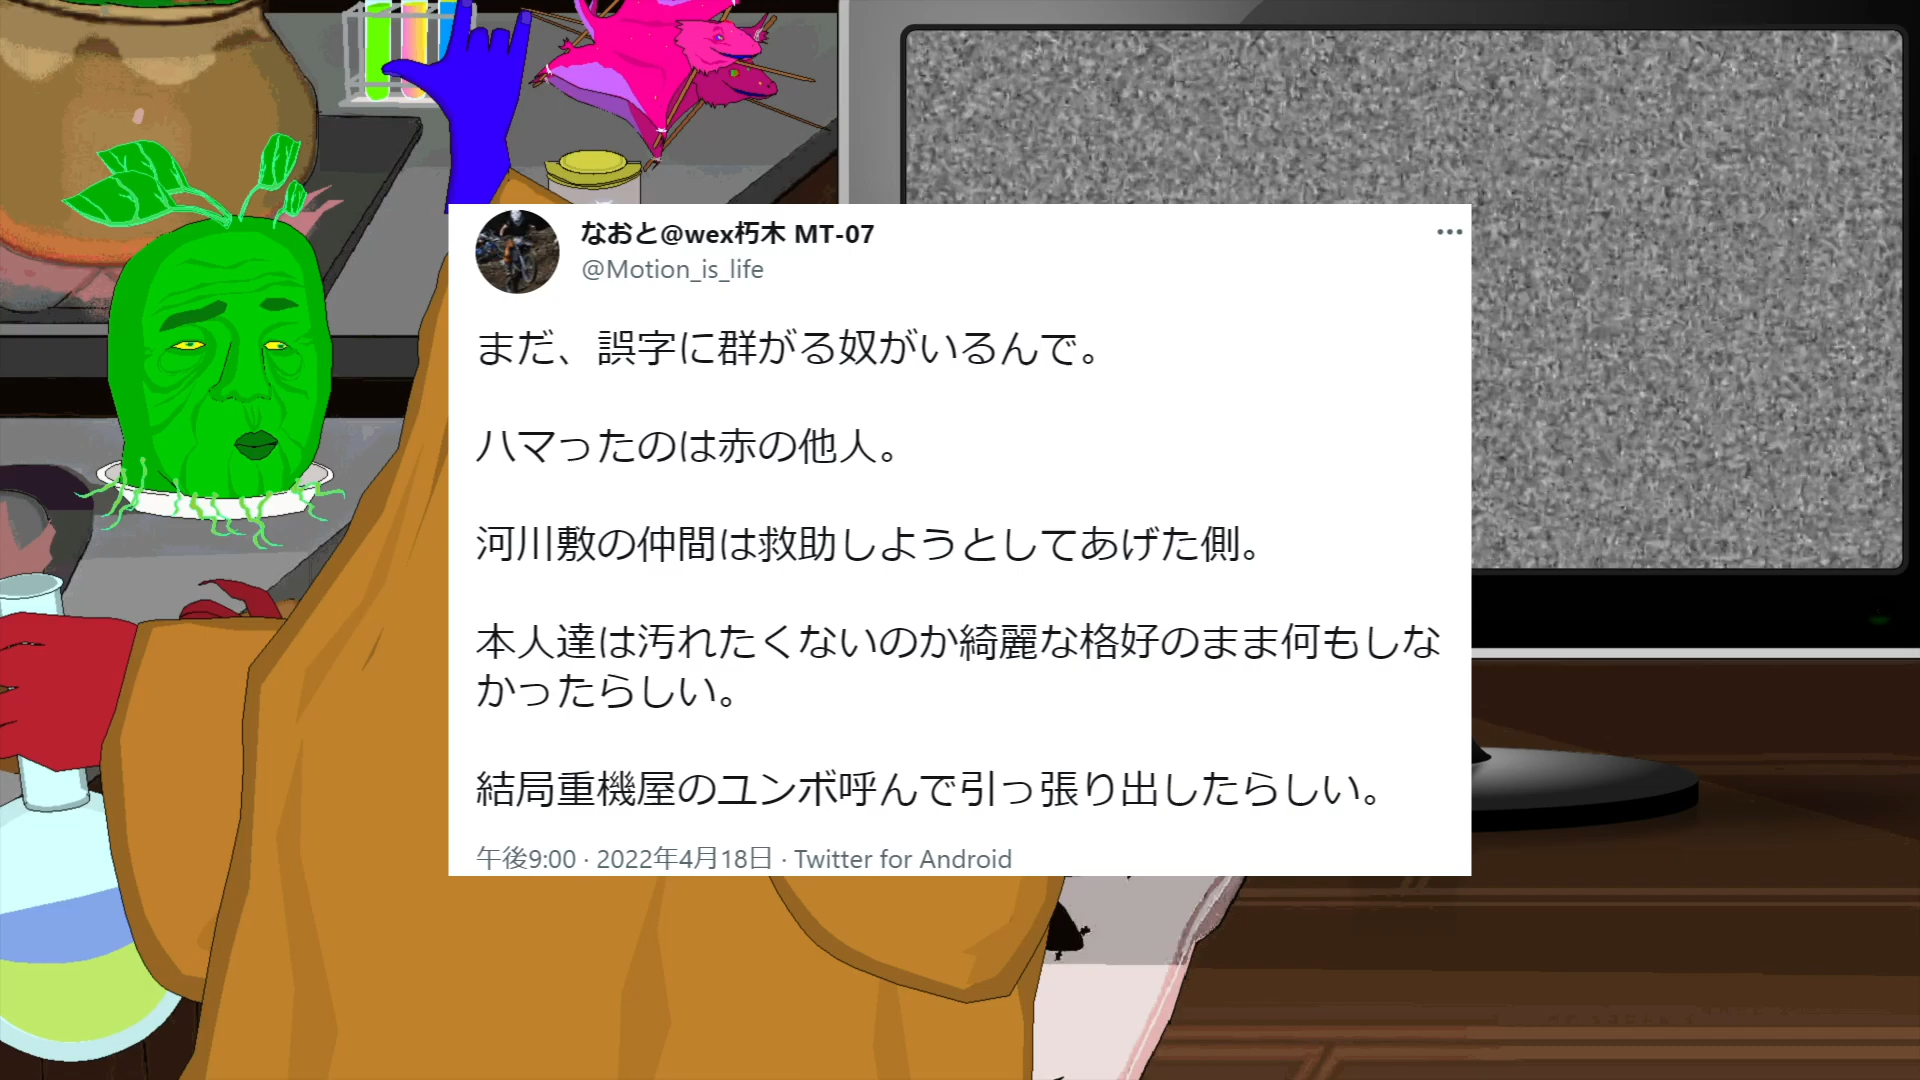 なおと@wex朽木 MT-07
@Motion_is_life
まだ、誤字に群がる奴がいるんで。
ハマったのは赤の他人。
河川敷の仲間は救助しようとしてあげた側。
本人達は汚れたくないのか綺麗な格好のまま何もしな
かったらしい。
結局重機屋のユンボ呼んで引っ張り出したらしい。
午後9:00 · 2022年4月18日 · Twitter for Android